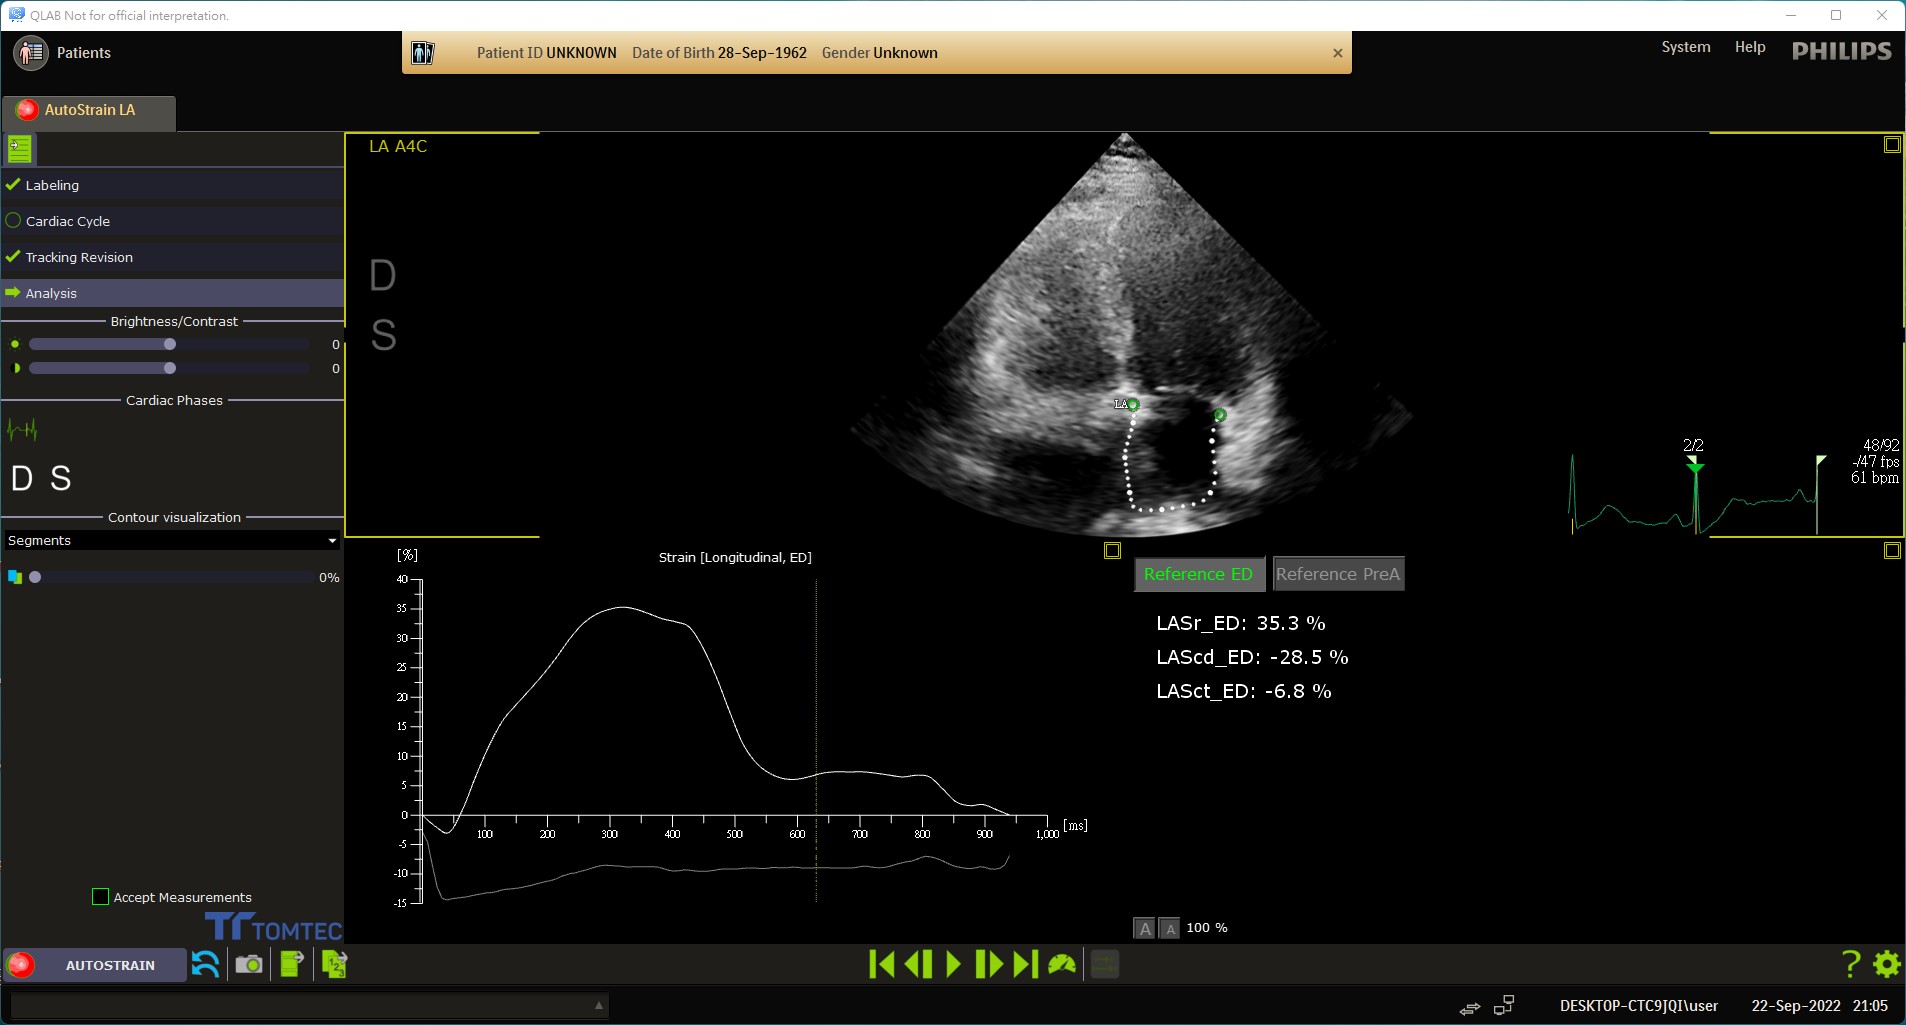 QLAB Not for official interpretation.
Patients
Patient ID UNKNOWN Date of Birth 28-Sep-1962 Gender Unknown
System Help PHILIPS
AutoStrain LA
Labeling
Cardiac Cycle
Tracking Revision
Analysis
Brightness/Contrast
0
0
Cardiac Phases
D S
Contour visualization
Segments
0%
Accept Measurements
TOMTEC
LA A4C
D
S
LA
2/2
48/92
-/47 fps
61 bpm
[%]
Strain [Longitudinal, ED]
40
35
30
25
20
15
10
5
0
-5
-10
-15
100 200 300 400 500 600 700 800 900 1,000 [ms]
Reference ED Reference PreA
LASr_ED: 35.3 %
LAScd_ED: -28.5 %
LASct_ED: -6.8 %
A A 100 %
AUTOSTRAIN
1 2 3
?
DESKTOP-CTC9JQI\user 22-Sep-2022 21:05